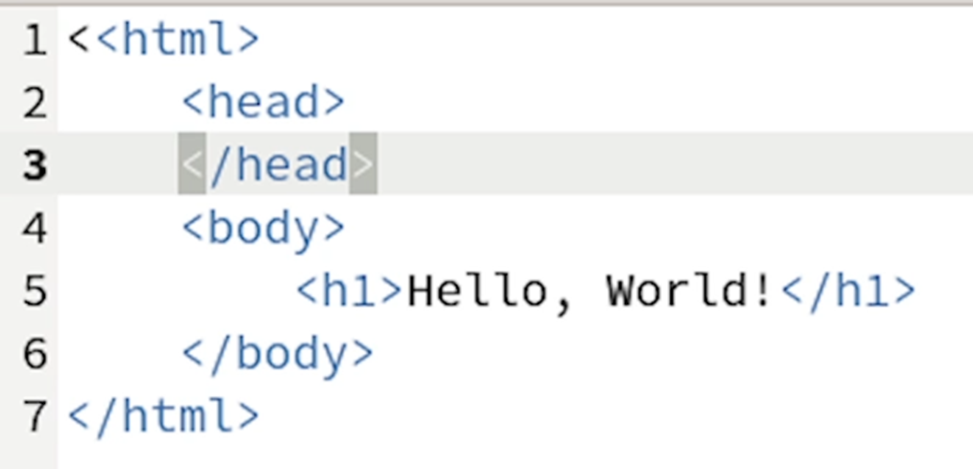 1 <<html>
2     <head>
3     </head>
4     <body>
5         <h1>Hello, World!</h1>
6     </body>
7 </html>